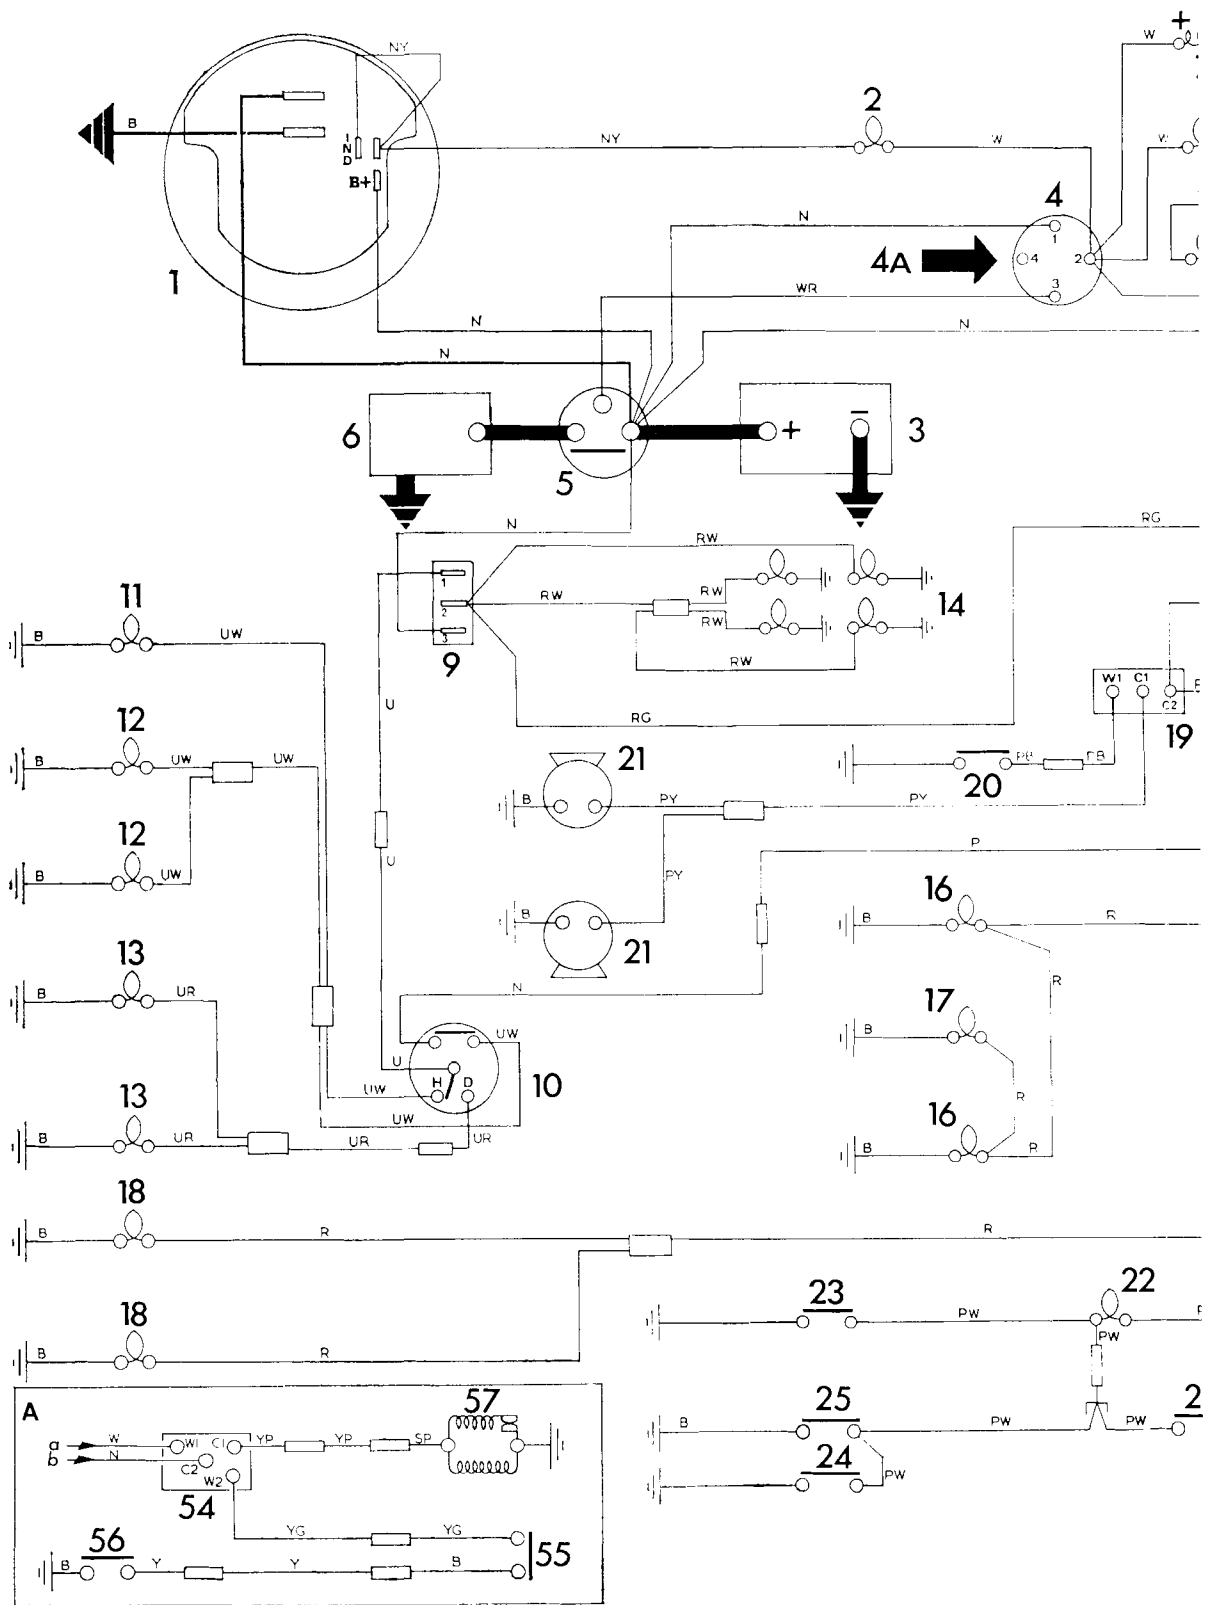 NY
+
W
2
B
I
N
D
NY
W
W
B+
4
N
1
4A
4
2
1
3
WR
N
N
N
6
+
−
3
5
N
RG
RW
1
11
RW
RW
14
2
B
UW
RW
3
9
RW
W1
C1
U
C2
12
RG
19
B
UW
UW
21
PB
PB
20
B
PY
PY
12
U
P
B
UW
PY
16
B
B
R
21
13
N
R
B
UR
17
UW
B
U
10
H
D
UW
13
R
UW
16
B
UR
UR
UR
B
R
18
B
R
R
22
23
18
PW
PW
B
R
A
57
25
2
B
PW
PW
a
W
W1
C1
YP
YP
SP
b
N
C2
24
W2
PW
54
56
YG
YG
55
B
Y
Y
B